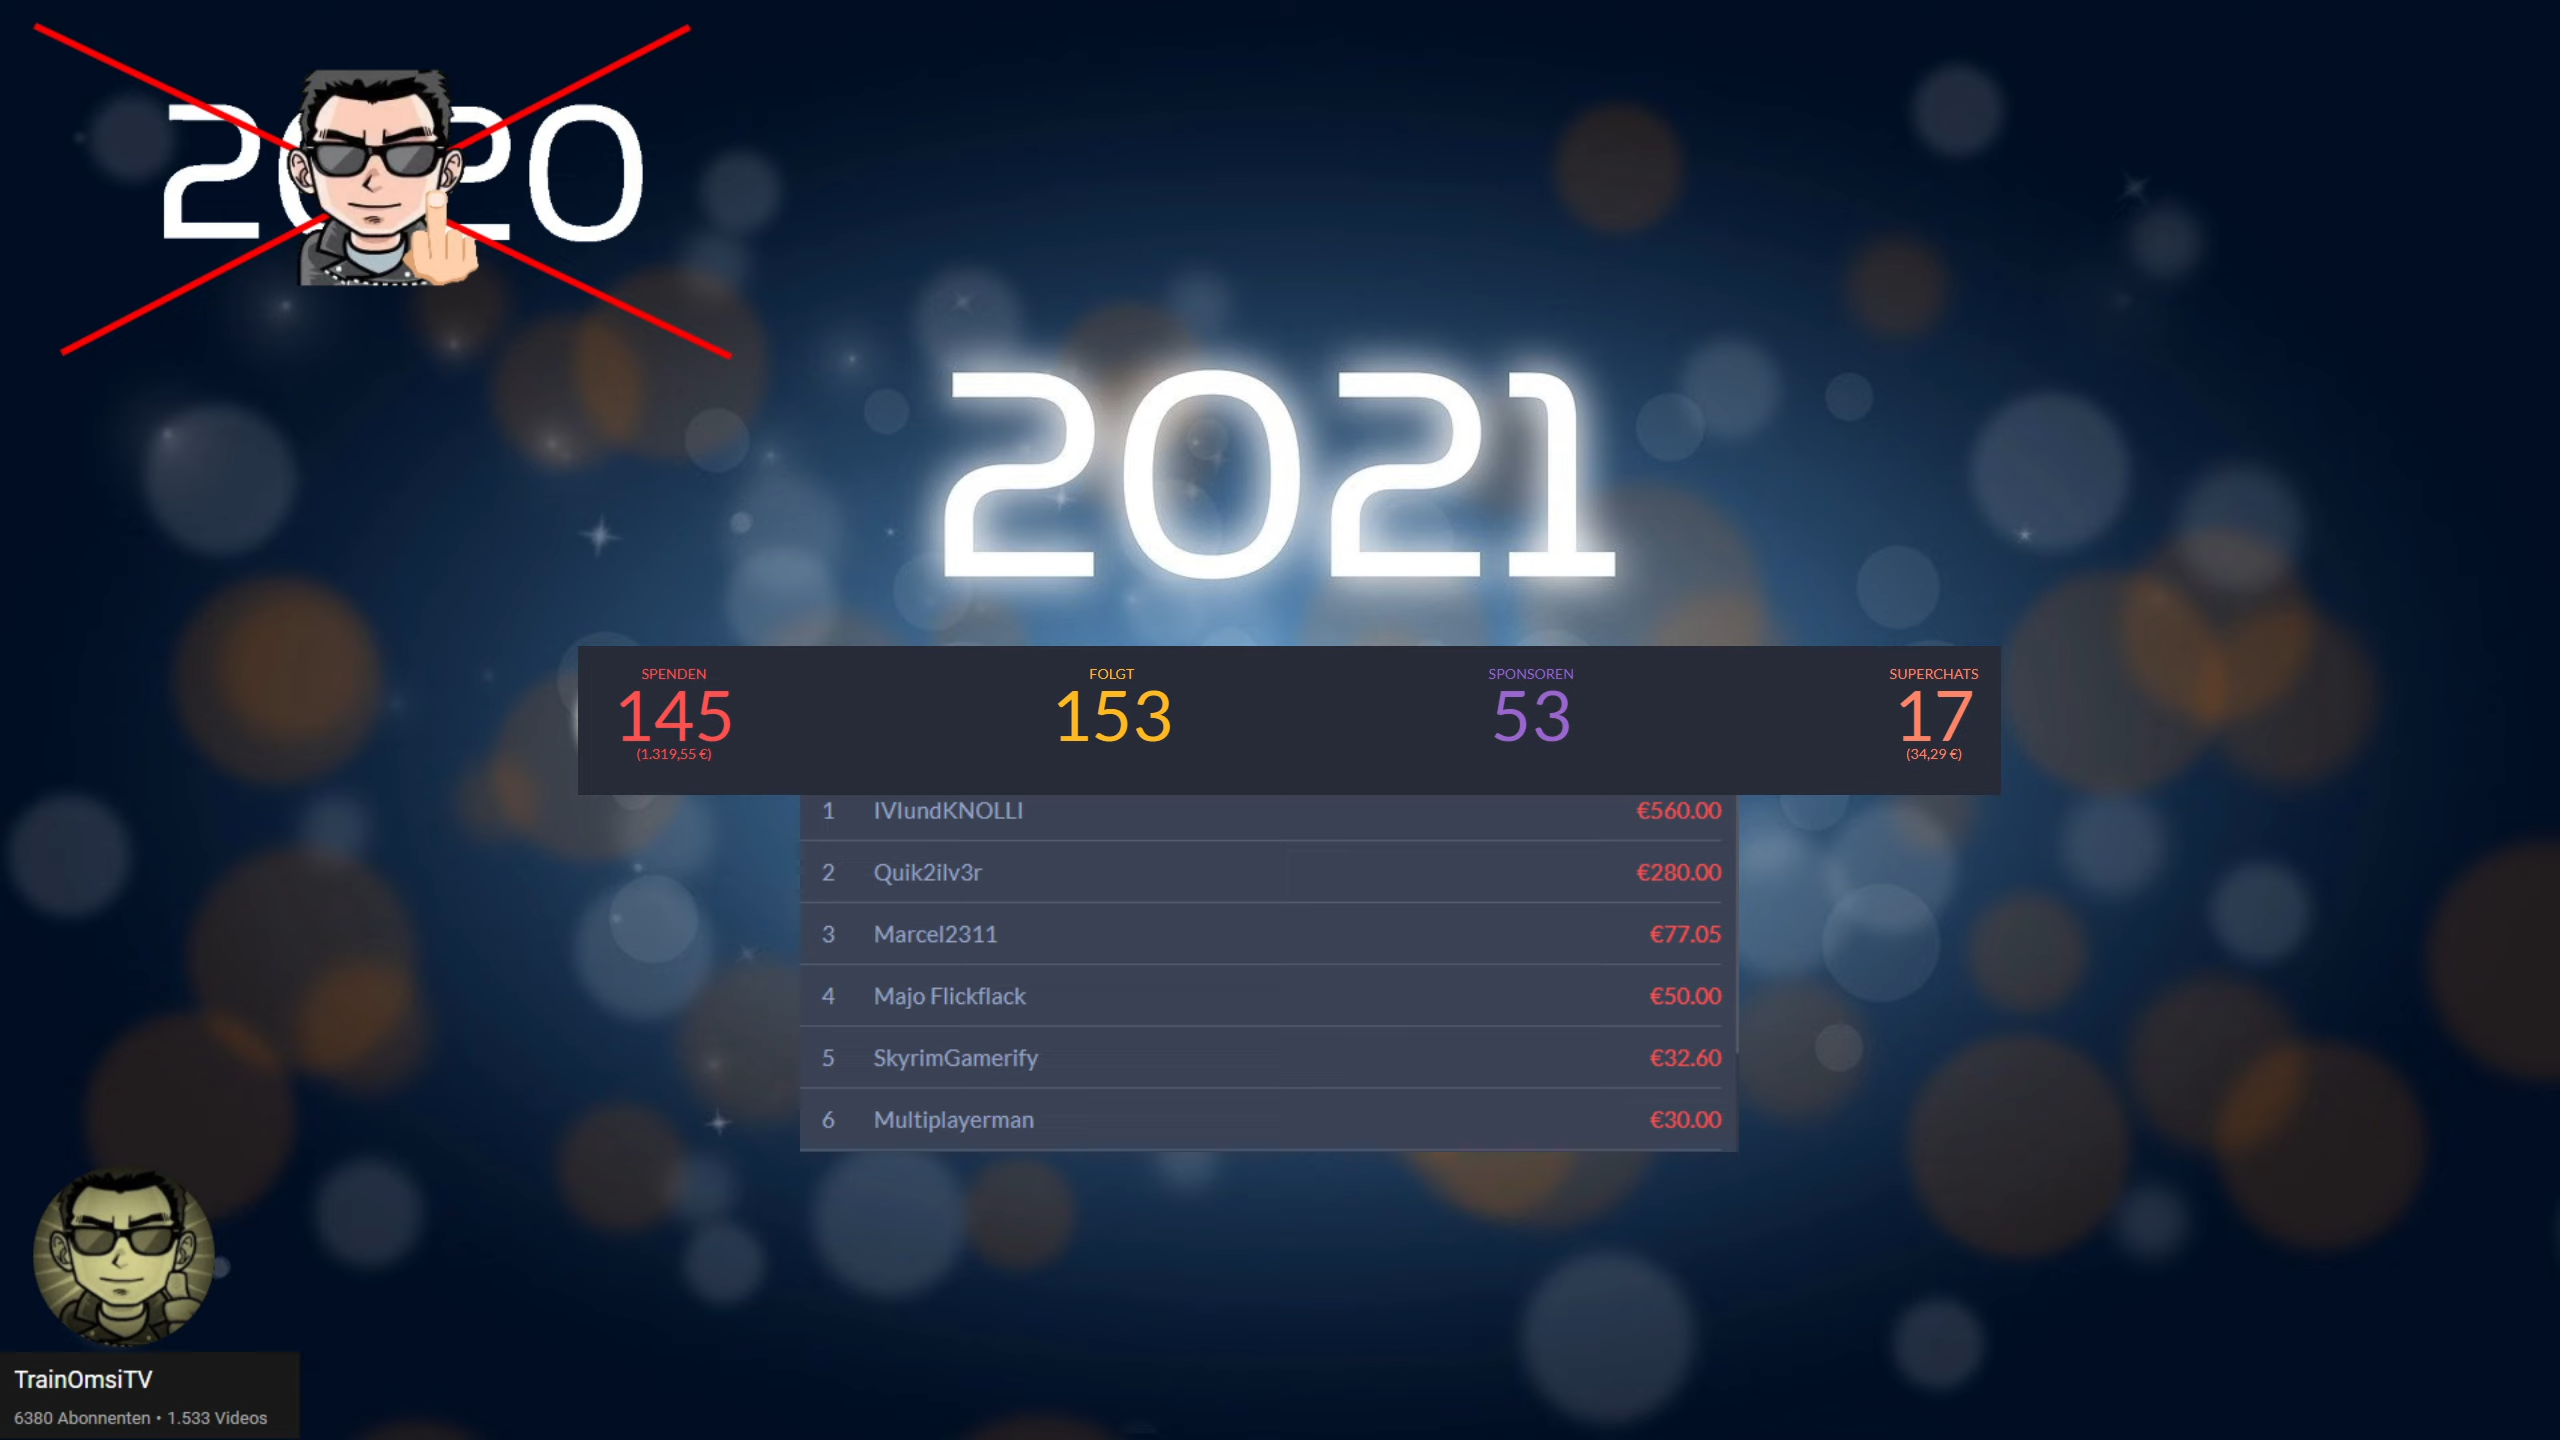 2020
2021
SPENDEN
145
(1.319,55 €)
FOLGT
153
SPONSOREN
53
SUPERCHATS
17
(34,29 €)
1 IVIundKNOLLI €560.00
2 Quik2ilv3r €280.00
3 Marcel2311 €77.05
4 Majo Flickflack €50.00
5 SkyrimGamerify €32.60
6 Multiplayerman €30.00
TrainOmsiTV
6380 Abonnenten • 1.533 Videos